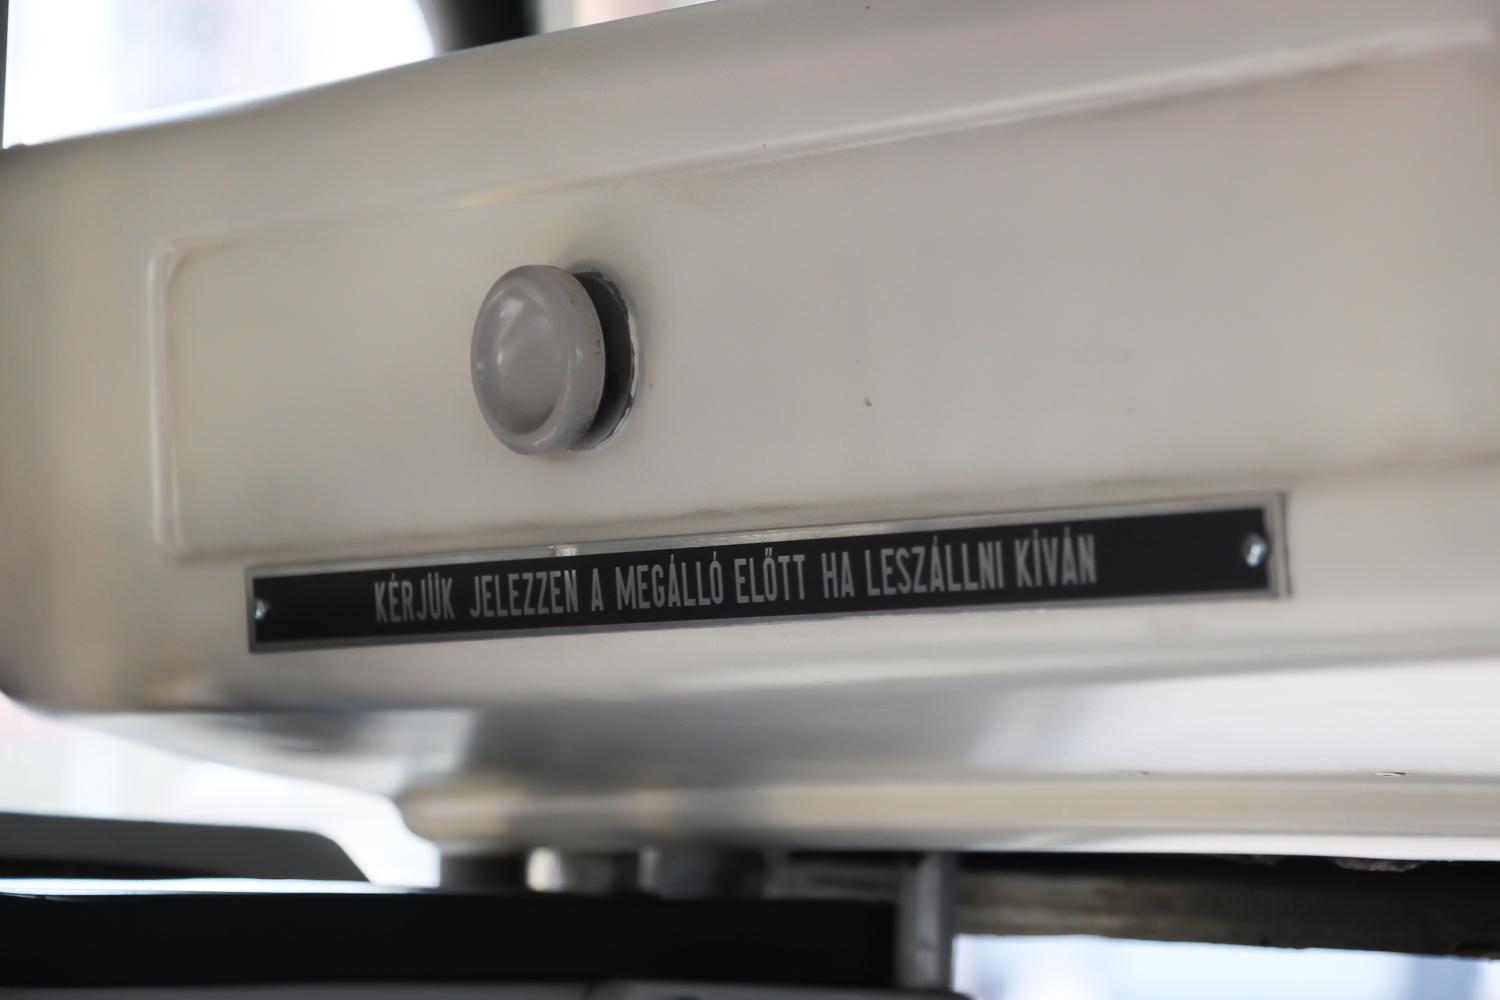 KÉRJÜK JELEZZEN A MEGÁLLÓ ELŐTT HA LESZÁLLNI KÍVÁN